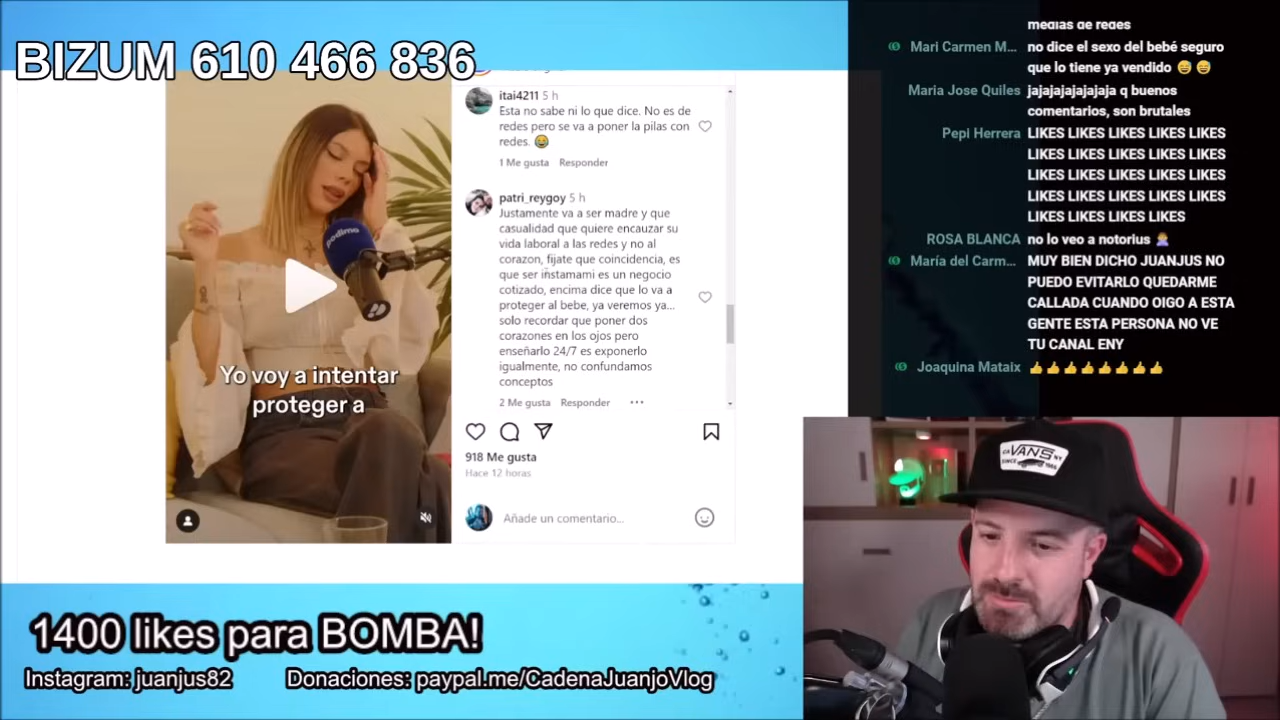 BIZUM 610 466 836
itai4211 5 h
Esta no sabe ni lo que dice. No es de
redes pero se va a poner la pilas con
redes. 😂
1 Me gusta Responder
patri_reygoy 5 h
Justamente va a ser madre y que
casualidad que quiere encauzar su
vida laboral a las redes y no al
corazon, fijate que coincidencia, es
que ser instamami es un negocio
cotizado, encima dice que lo va a
proteger al bebe, ya veremos ya...
solo recordar que poner dos
corazones en los ojos pero
enseñarlo 24/7 es exponerlo
igualmente, no confundamos
conceptos
2 Me gusta Responder ...
918 Me gusta
Hace 12 horas
Añade un comentario...
podimo
Yo voy a intentar
proteger a
medias de redes
Mari Carmen M... no dice el sexo del bebé seguro
que lo tiene ya vendido 😅 😅
Maria Jose Quiles jajajajajajaja q buenos
comentarios, son brutales
Pepi Herrera LIKES LIKES LIKES LIKES LIKES
LIKES LIKES LIKES LIKES LIKES
LIKES LIKES LIKES LIKES LIKES
LIKES LIKES LIKES LIKES LIKES
LIKES LIKES LIKES LIKES
ROSA BLANCA no lo veo a notorius 🤦‍♀️
María del Carm... MUY BIEN DICHO JUANJUS NO
PUEDO EVITARLO QUEDARME
CALLADA CUANDO OIGO A ESTA
GENTE ESTA PERSONA NO VE
TU CANAL ENY
Joaquina Mataix 👍👍👍👍👍👍👍👍
VANS
1400 likes para BOMBA!
Instagram: juanjus82 Donaciones: paypal.me/CadenaJuanjoVlog